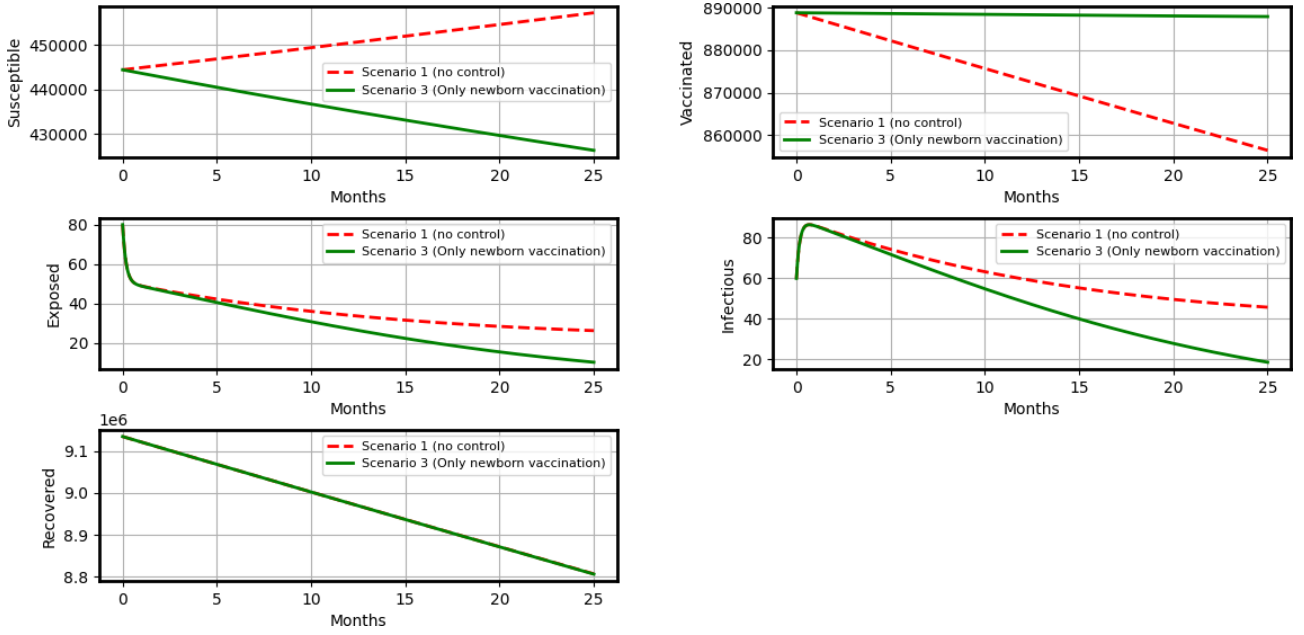 450000
440000
430000
Susceptible
Scenario 1 (no control)
Scenario 3 (Only newborn vaccination)
0 5 10 15 20 25
Months
890000
880000
870000
860000
Vaccinated
Scenario 1 (no control)
Scenario 3 (Only newborn vaccination)
0 5 10 15 20 25
Months
80
60
40
20
Exposed
Scenario 1 (no control)
Scenario 3 (Only newborn vaccination)
0 5 10 15 20 25
Months
80
60
40
20
Infectious
Scenario 1 (no control)
Scenario 3 (Only newborn vaccination)
0 5 10 15 20 25
Months
1e6
9.1
9.0
8.9
8.8
Recovered
Scenario 1 (no control)
Scenario 3 (Only newborn vaccination)
0 5 10 15 20 25
Months